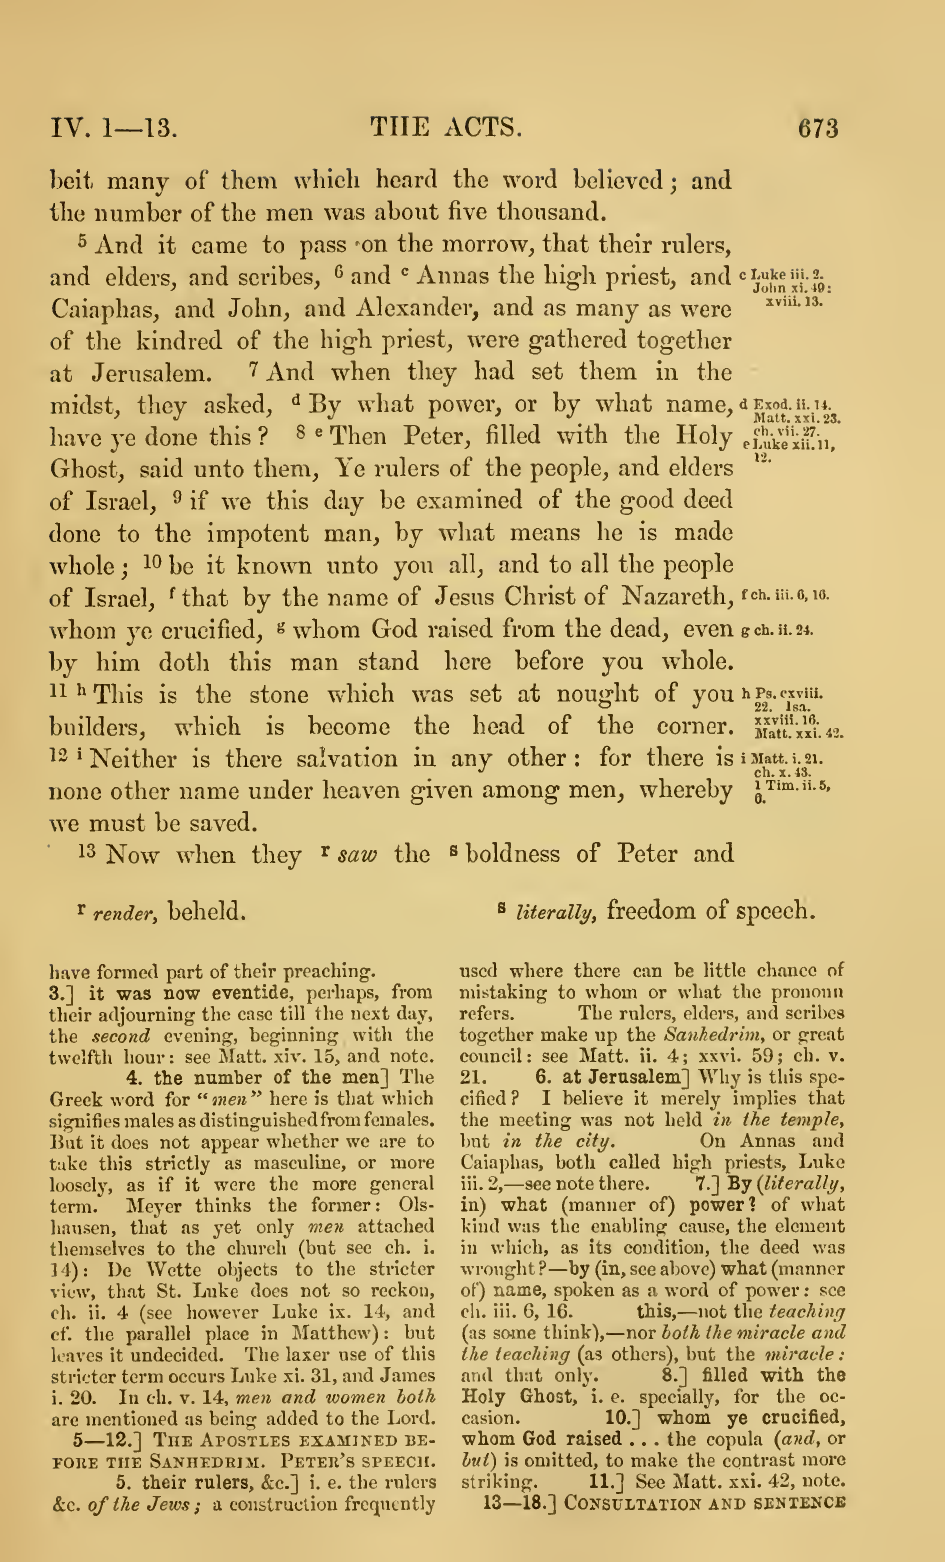 IV. 1—13. THE ACTS. 673
beit many of them which heard the word believed; and
the number of the men was about five thousand.
5 And it came to pass on the morrow, that their rulers,
and elders, and scribes, 6 and c Annas the high priest, and
c Luke iii. 2.
John xi. 49:
xviii. 13.
Caiaphas, and John, and Alexander, and as many as were
of the kindred of the high priest, were gathered together
at Jerusalem. 7 And when they had set them in the
midst, they asked, d By what power, or by what name,
d Exod. ii. 14.
Matt. xxi. 23.
ch. vii. 27.
have ye done this? 8 e Then Peter, filled with the Holy
e Luke xii. 11,
12.
Ghost, said unto them, Ye rulers of the people, and elders
of Israel, 9 if we this day be examined of the good deed
done to the impotent man, by what means he is made
whole; 10 be it known unto you all, and to all the people
of Israel, f that by the name of Jesus Christ of Nazareth,
f ch. iii. 6, 16.
whom ye crucified, g whom God raised from the dead, even
g ch. ii. 24.
by him doth this man stand here before you whole.
11 h This is the stone which was set at nought of you
h Ps. cxviii.
22. Isa.
xxviii. 16.
Matt. xxi. 42.
builders, which is become the head of the corner.
12 i Neither is there salvation in any other: for there is
i Matt. i. 21.
ch. x. 43.
1 Tim. ii. 5,
6.
none other name under heaven given among men, whereby
we must be saved.
13 Now when they r saw the s boldness of Peter and
r render, beheld.
s literally, freedom of speech.
have formed part of their preaching.
3.] it was now eventide, perhaps, from
their adjourning the case till the next day,
the second evening, beginning with the
twelfth hour: see Matt. xiv. 15, and note.
4. the number of the men] The
Greek word for "men" here is that which
signifies males as distinguished from females.
But it does not appear whether we are to
take this strictly as masculine, or more
loosely, as if it were the more general
term. Meyer thinks the former: Ols-
hausen, that as yet only men attached
themselves to the church (but see ch. i.
14): De Wette objects to the stricter
view, that St. Luke does not so reckon,
ch. ii. 4 (see however Luke ix. 14, and
cf. the parallel place in Matthew): but
leaves it undecided. The laxer use of this
stricter term occurs Luke xi. 31, and James
i. 20. In ch. v. 14, men and women both
are mentioned as being added to the Lord.
5—12.] THE APOSTLES EXAMINED BE-
FORE THE SANHEDRIM. PETER'S SPEECH.
5. their rulers, &c.] i. e. the rulers
&c. of the Jews; a construction frequently
used where there can be little chance of
mistaking to whom or what the pronoun
refers. The rulers, elders, and scribes
together make up the Sanhedrim, or great
council: see Matt. ii. 4; xxvi. 59; ch. v.
21. 6. at Jerusalem] Why is this spe-
cified? I believe it merely implies that
the meeting was not held in the temple,
but in the city. On Annas and
Caiaphas, both called high priests, Luke
iii. 2,—see note there. 7.] By (literally,
in) what (manner of) power? of what
kind was the enabling cause, the element
in which, as its condition, the deed was
wrought?—by (in, see above) what (manner
of) name, spoken as a word of power: see
ch. iii. 6, 16. this,—not the teaching
(as some think),—nor both the miracle and
the teaching (as others), but the miracle:
and that only. 8.] filled with the
Holy Ghost, i. e. specially, for the oc-
casion. 10.] whom ye crucified,
whom God raised . . . the copula (and, or
but) is omitted, to make the contrast more
striking. 11.] See Matt. xxi. 42, note.
13—18.] CONSULTATION AND SENTENCE